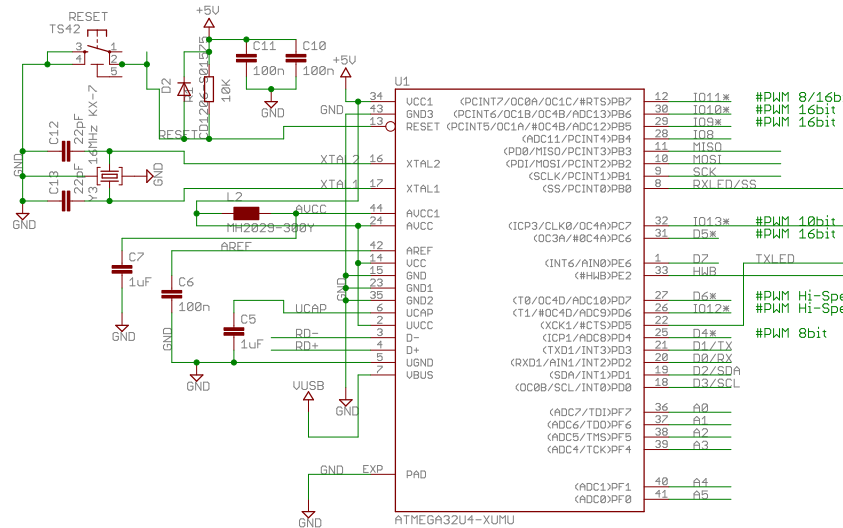 RESET
TS42
3 1
4 2
5
+5V
D2
R1
CD1206-S01575
10K
C11
100n
C10
100n
GND
+5V
GND
RESET
C12
22pF
16MHz KX-7
Y3
GND
C13
22pF
GND
GND
XTAL2
XTAL1
L2
MH2029-300Y
AVCC
AREF
C7
1uF
GND
C6
100n
GND
C5
1uF
UCAP
RD-
RD+
GND
GND
VUSB
GND
GND
GND
U1
34 VCC1
43 GND3
13 RESET
16 XTAL2
17 XTAL1
44 AVCC1
24 AVCC
42 AREF
14 VCC
15 GND
23 GND1
35 GND2
6 UCAP
2 UVCC
3 D-
4 D+
5 UGND
7 VBUS
EXP PAD
(PCINT7/OC0A/OC1C/#RTS)PB7 12 IO11* #PWM 8/16b
(PCINT6/OC1B/OC4B/ADC13)PB6 30 IO10* #PWM 16bit
(PCINT5/OC1A/#OC4B/ADC12)PB5 29 IO9* #PWM 16bit
(ADC11/PCINT4)PB4 28 IO8
(PD0/MISO/PCINT3)PB3 11 MISO
(PDI/MOSI/PCINT2)PB2 10 MOSI
(SCLK/PCINT1)PB1 9 SCK
(SS/PCINT0)PB0 8 RXLED/SS
(ICP3/CLK0/OC4A)PC7 32 IO13* #PWM 10bit
(OC3A/#OC4A)PC6 31 D5* #PWM 16bit
(INT6/AIN0)PE6 1 D7 TXLED
(#HWB)PE2 33 HWB
(T0/OC4D/ADC10)PD7 27 D6* #PWM Hi-Spe
(T1/#OC4D/ADC9)PD6 26 IO12* #PWM Hi-Spe
(XCK1/#CTS)PD5 22
(ICP1/ADC8)PD4 25 D4* #PWM 8bit
(TXD1/INT3)PD3 21 D1/TX
(RXD1/AIN1/INT2)PD2 20 D0/RX
(SDA/INT1)PD1 19 D2/SDA
(OC0B/SCL/INT0)PD0 18 D3/SCL
(ADC7/TDI)PF7 36 A0
(ADC6/TDO)PF6 37 A1
(ADC5/TMS)PF5 38 A2
(ADC4/TCK)PF4 39 A3
(ADC1)PF1 40 A4
(ADC0)PF0 41 A5
ATMEGA32U4-XUMU